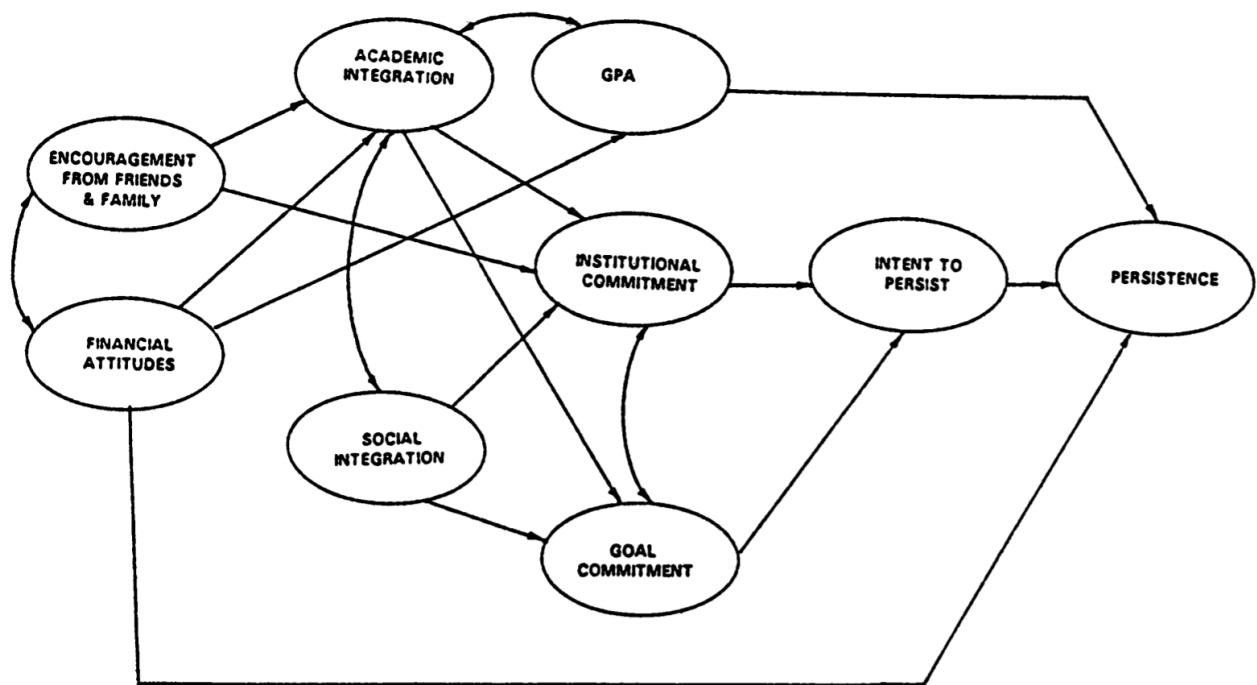 ACADEMIC
INTEGRATION
GPA
ENCOURAGEMENT
FROM FRIENDS
& FAMILY
INSTITUTIONAL
COMMITMENT
INTENT TO
PERSIST
PERSISTENCE
FINANCIAL
ATTITUDES
SOCIAL
INTEGRATION
GOAL
COMMITMENT